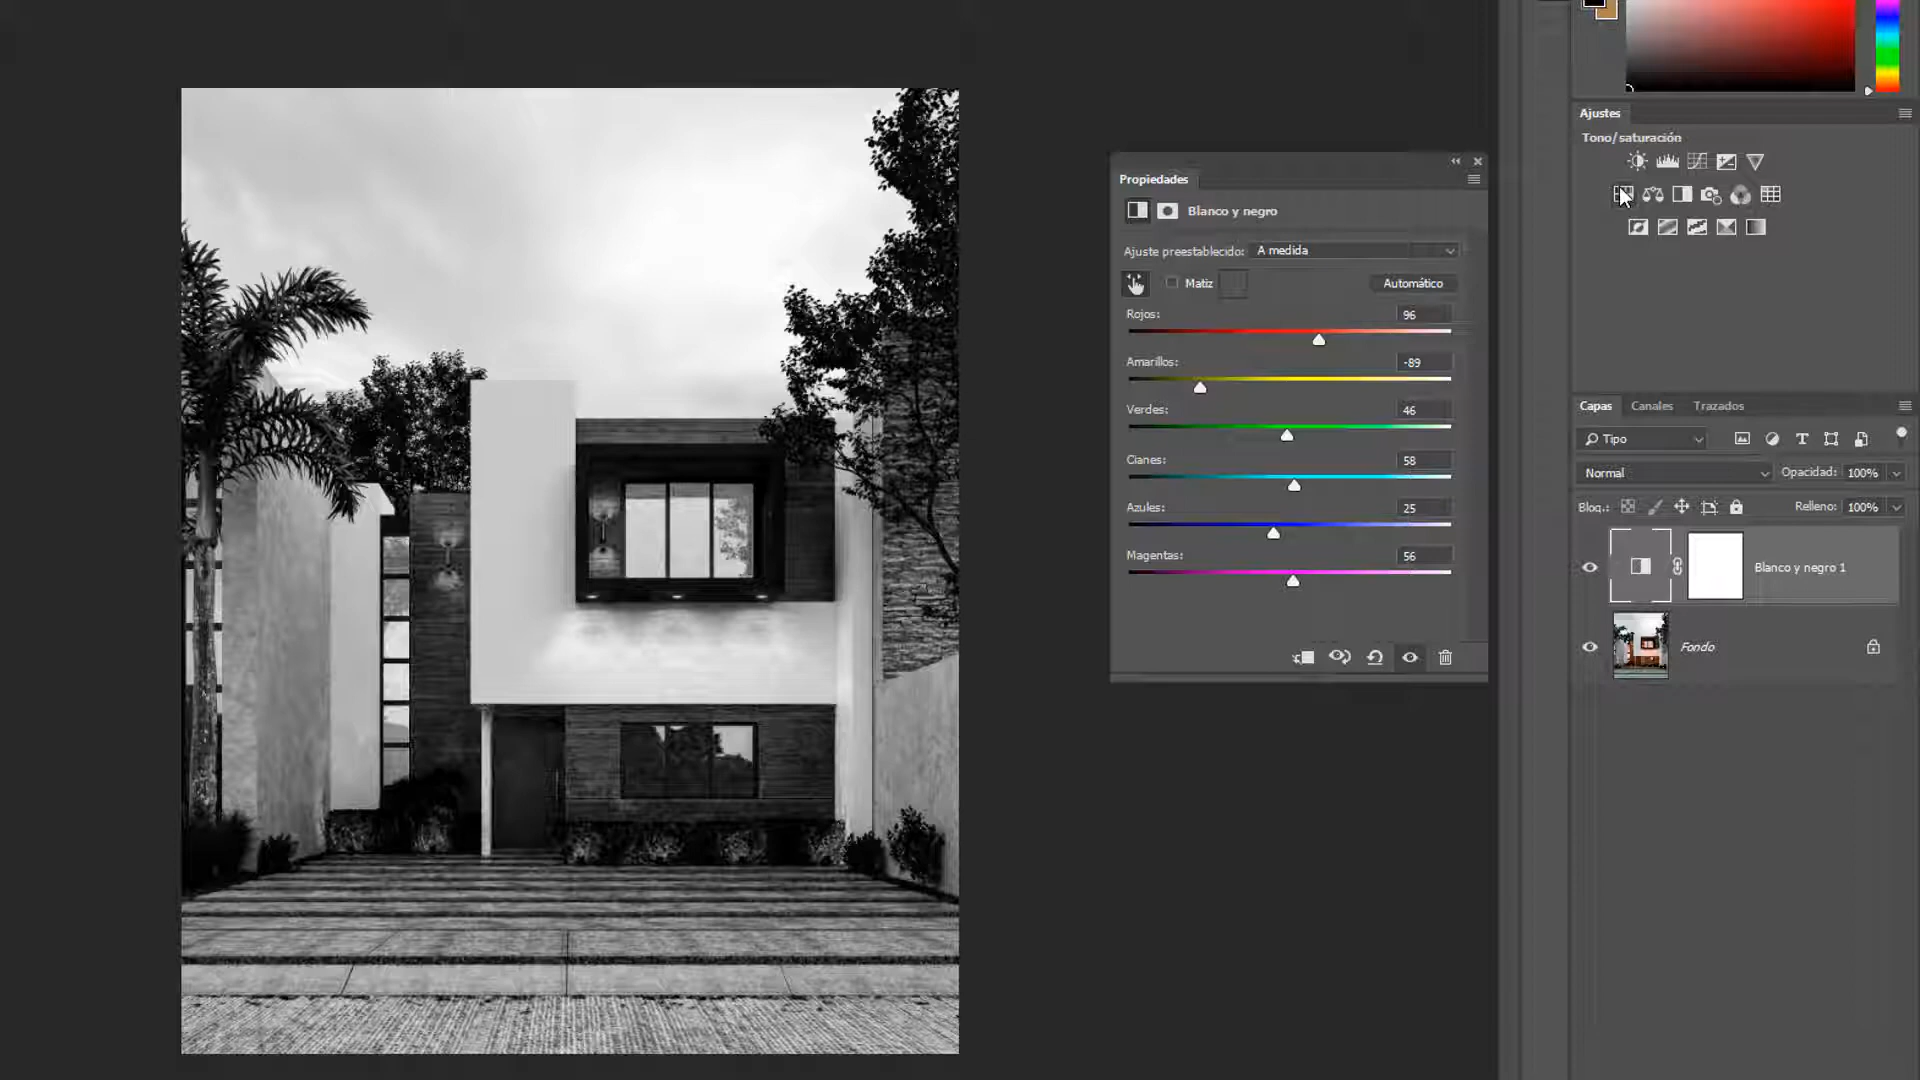 Ajustes
Tono/saturación
Propiedades
Blanco y negro
Ajuste preestablecido: A medida
Matiz
Automático
Rojos: 96
Amarillos: -89
Verdes: 46
Cianes: 58
Azules: 25
Magentas: 56
Capas Canales Trazados
Tipo
Normal Opacidad: 100%
Bloq.: Relleno: 100%
Blanco y negro 1
Fondo